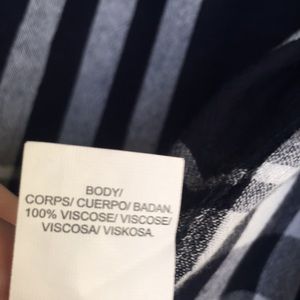 BODY/
CORPS/ CUERPO/ BADAN.
100% VISCOSE/ VISCOSE/
VISCOSA/ VISKOSA.